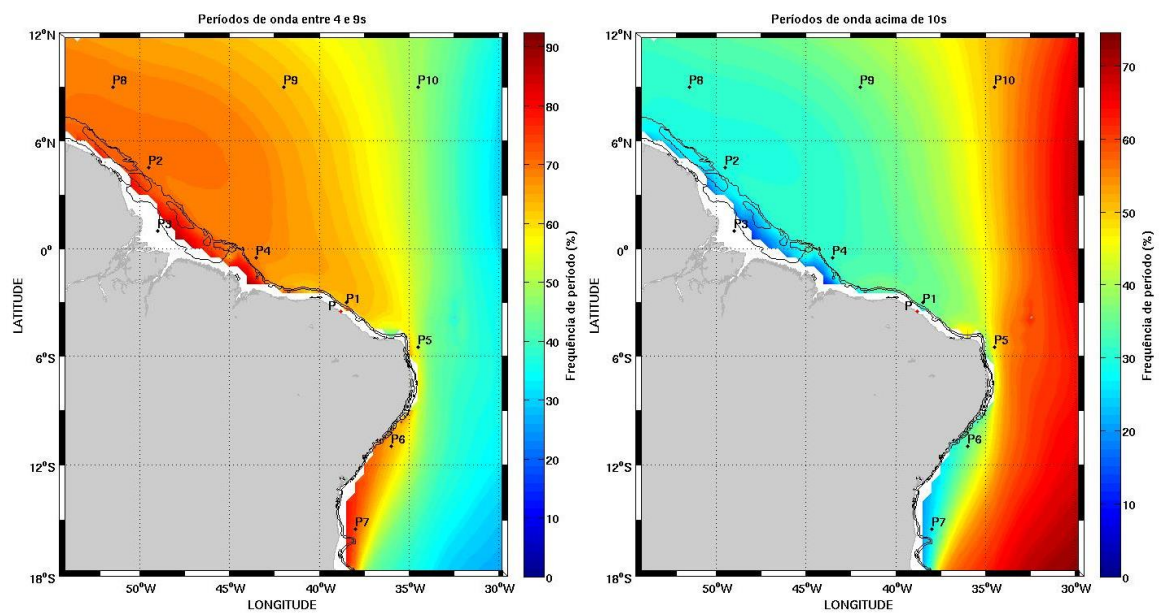 Períodos de onda entre 4 e 9s
12°N
6°N
0°
6°S
12°S
18°S
LATITUDE
50°W
45°W
40°W
35°W
30°W
LONGITUDE
P8
P9
P10
P2
P3
P4
P1
P
P5
P6
P7
90
80
70
60
50
40
30
20
10
0
Frequência de período (%)
Períodos de onda acima de 10s
12°N
6°N
0°
6°S
12°S
18°S
LATITUDE
50°W
45°W
40°W
35°W
30°W
LONGITUDE
P8
P9
P10
P2
P3
P4
P1
P
P5
P6
P7
70
60
50
40
30
20
10
0
Frequência de período (%)